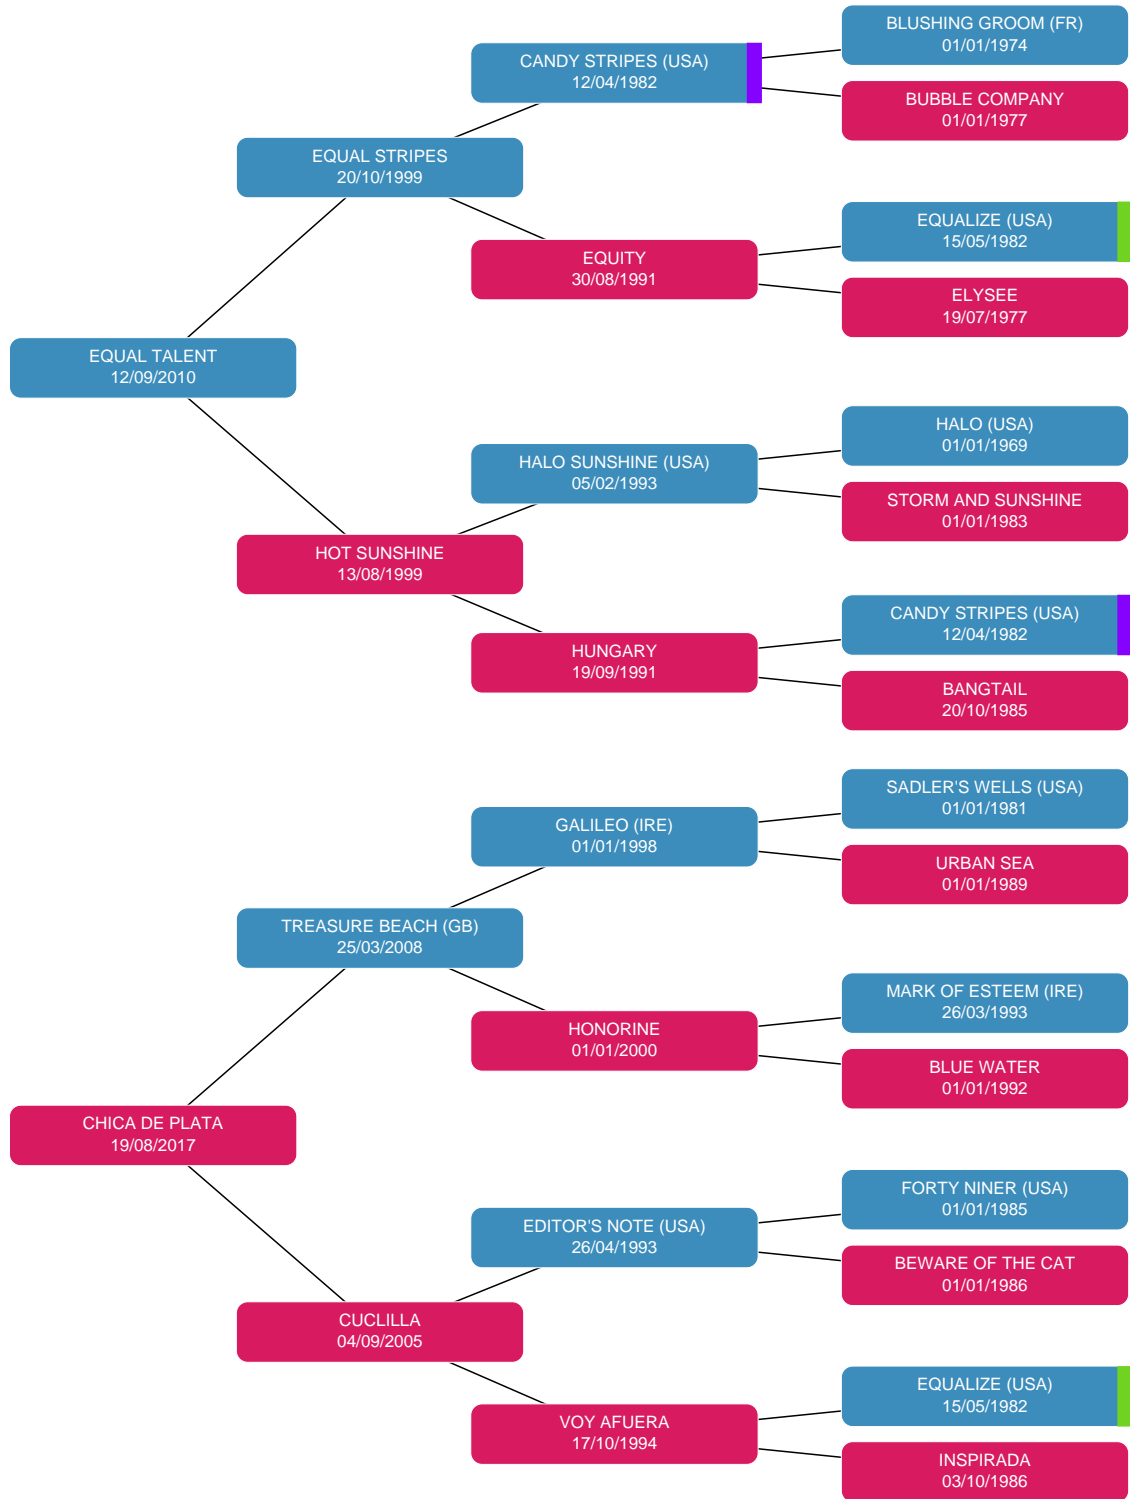 BLUSHING GROOM (FR)
01/01/1974
CANDY STRIPES (USA)
12/04/1982
BUBBLE COMPANY
01/01/1977
EQUAL STRIPES
20/10/1999
EQUALIZE (USA)
15/05/1982
EQUITY
30/08/1991
ELYSEE
19/07/1977
EQUAL TALENT
12/09/2010
HALO (USA)
01/01/1969
HALO SUNSHINE (USA)
05/02/1993
STORM AND SUNSHINE
01/01/1983
HOT SUNSHINE
13/08/1999
CANDY STRIPES (USA)
12/04/1982
HUNGARY
19/09/1991
BANGTAIL
20/10/1985
SADLER'S WELLS (USA)
01/01/1981
GALILEO (IRE)
01/01/1998
URBAN SEA
01/01/1989
TREASURE BEACH (GB)
25/03/2008
MARK OF ESTEEM (IRE)
26/03/1993
HONORINE
01/01/2000
BLUE WATER
01/01/1992
CHICA DE PLATA
19/08/2017
FORTY NINER (USA)
01/01/1985
EDITOR'S NOTE (USA)
26/04/1993
BEWARE OF THE CAT
01/01/1986
CUCLILLA
04/09/2005
EQUALIZE (USA)
15/05/1982
VOY AFUERA
17/10/1994
INSPIRADA
03/10/1986